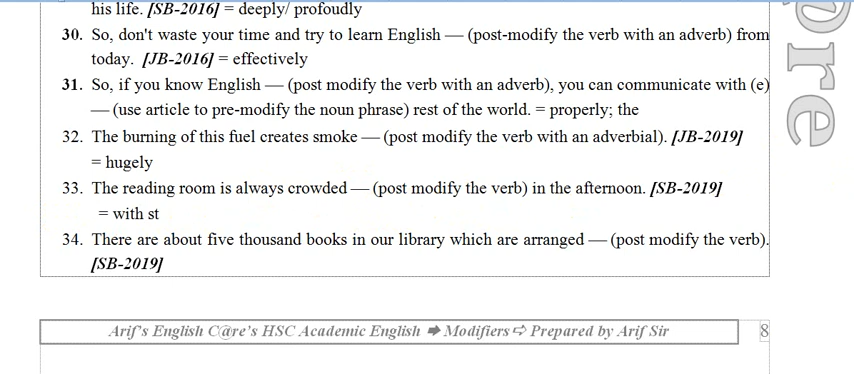 his life. [SB-2016] = deeply/ profoudly
30. So, don't waste your time and try to learn English — (post-modify the verb with an adverb) from
today. [JB-2016] = effectively
31. So, if you know English — (post modify the verb with an adverb), you can communicate with (e)
— (use article to pre-modify the noun phrase) rest of the world. = properly; the
32. The burning of this fuel creates smoke — (post modify the verb with an adverbial). [JB-2019]
= hugely
33. The reading room is always crowded — (post modify the verb) in the afternoon. [SB-2019]
= with st
34. There are about five thousand books in our library which are arranged — (post modify the verb).
[SB-2019]
Arif's English C@re's HSC Academic English ➡ Modifiers ➪ Prepared by Arif Sir
8
ore